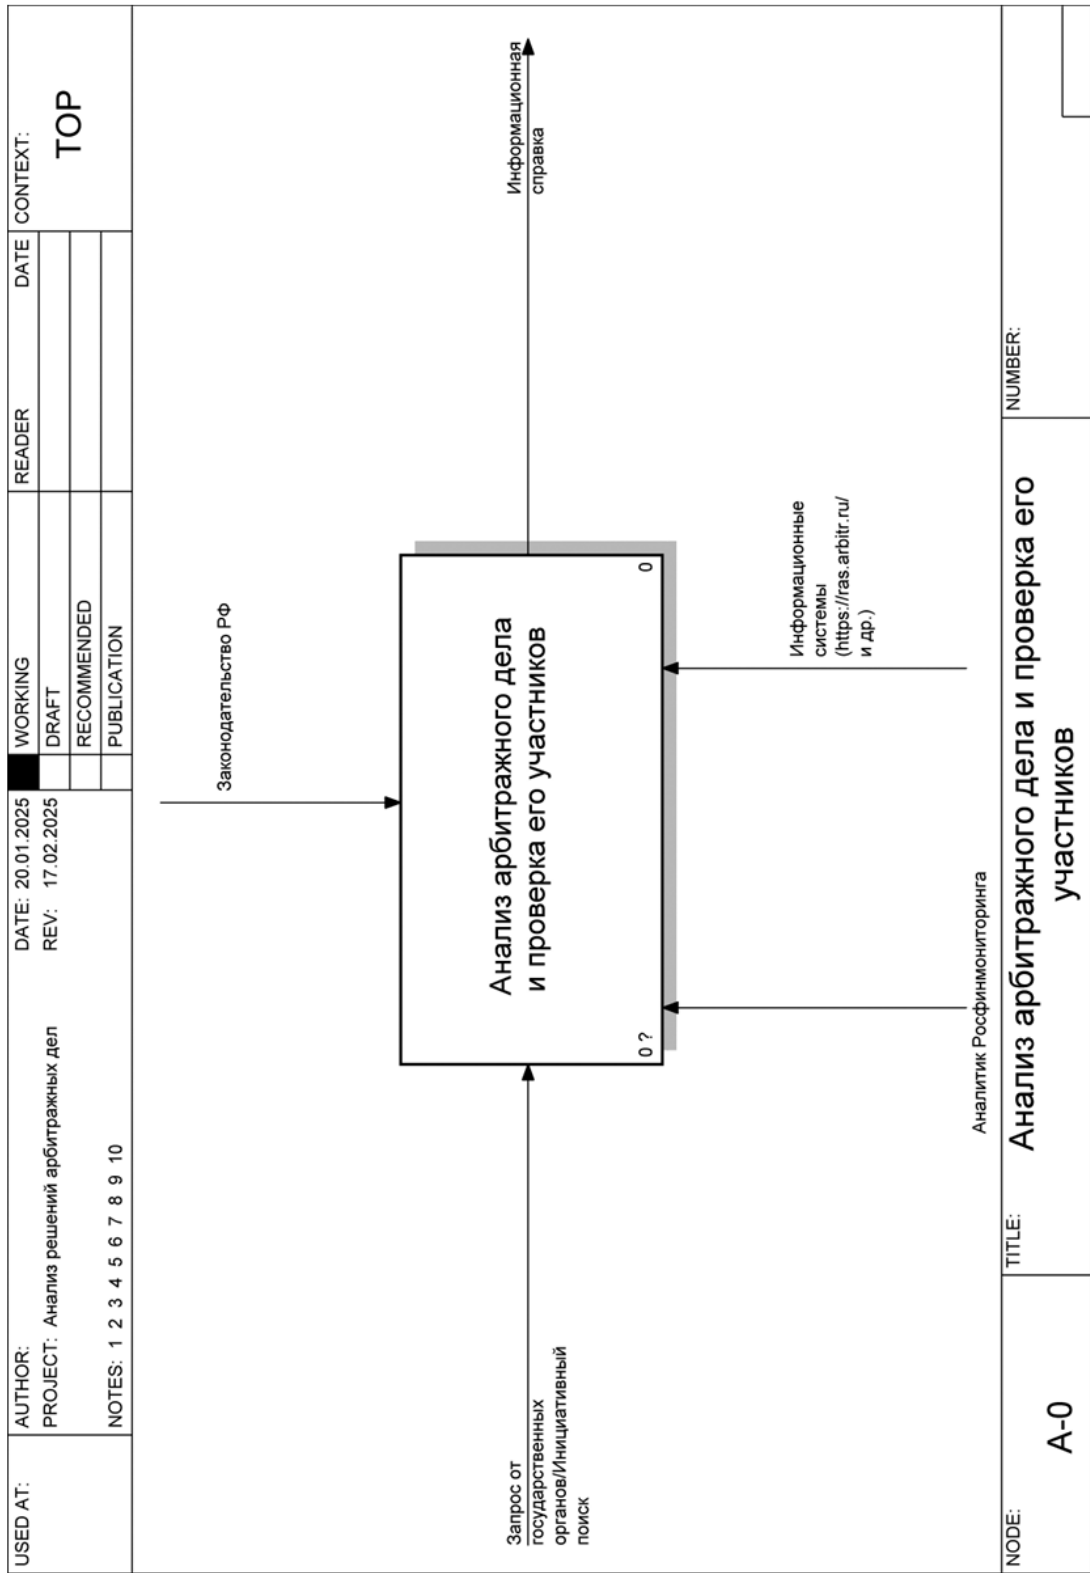 USED AT:
AUTHOR:
DATE: 20.01.2025
WORKING
READER
DATE
CONTEXT:
PROJECT: Анализ решений арбитражных дел
REV: 17.02.2025
DRAFT
TOP
RECOMMENDED
NOTES: 1 2 3 4 5 6 7 8 9 10
PUBLICATION
Законодательство РФ
Запрос от
государственных
органов/Инициативный
поиск
Анализ арбитражного дела
и проверка его участников
0 ?
0
Информационная
справка
Информационные
системы
(https://ras.arbitr.ru/
и др.)
Аналитик Росфинмониторинга
NODE:
A-0
TITLE:
Анализ арбитражного дела и проверка его
участников
NUMBER: